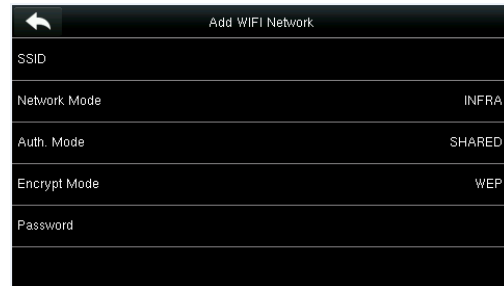 Add WIFI Network
SSID
Network Mode INFRA
Auth. Mode SHARED
Encrypt Mode WEP
Password